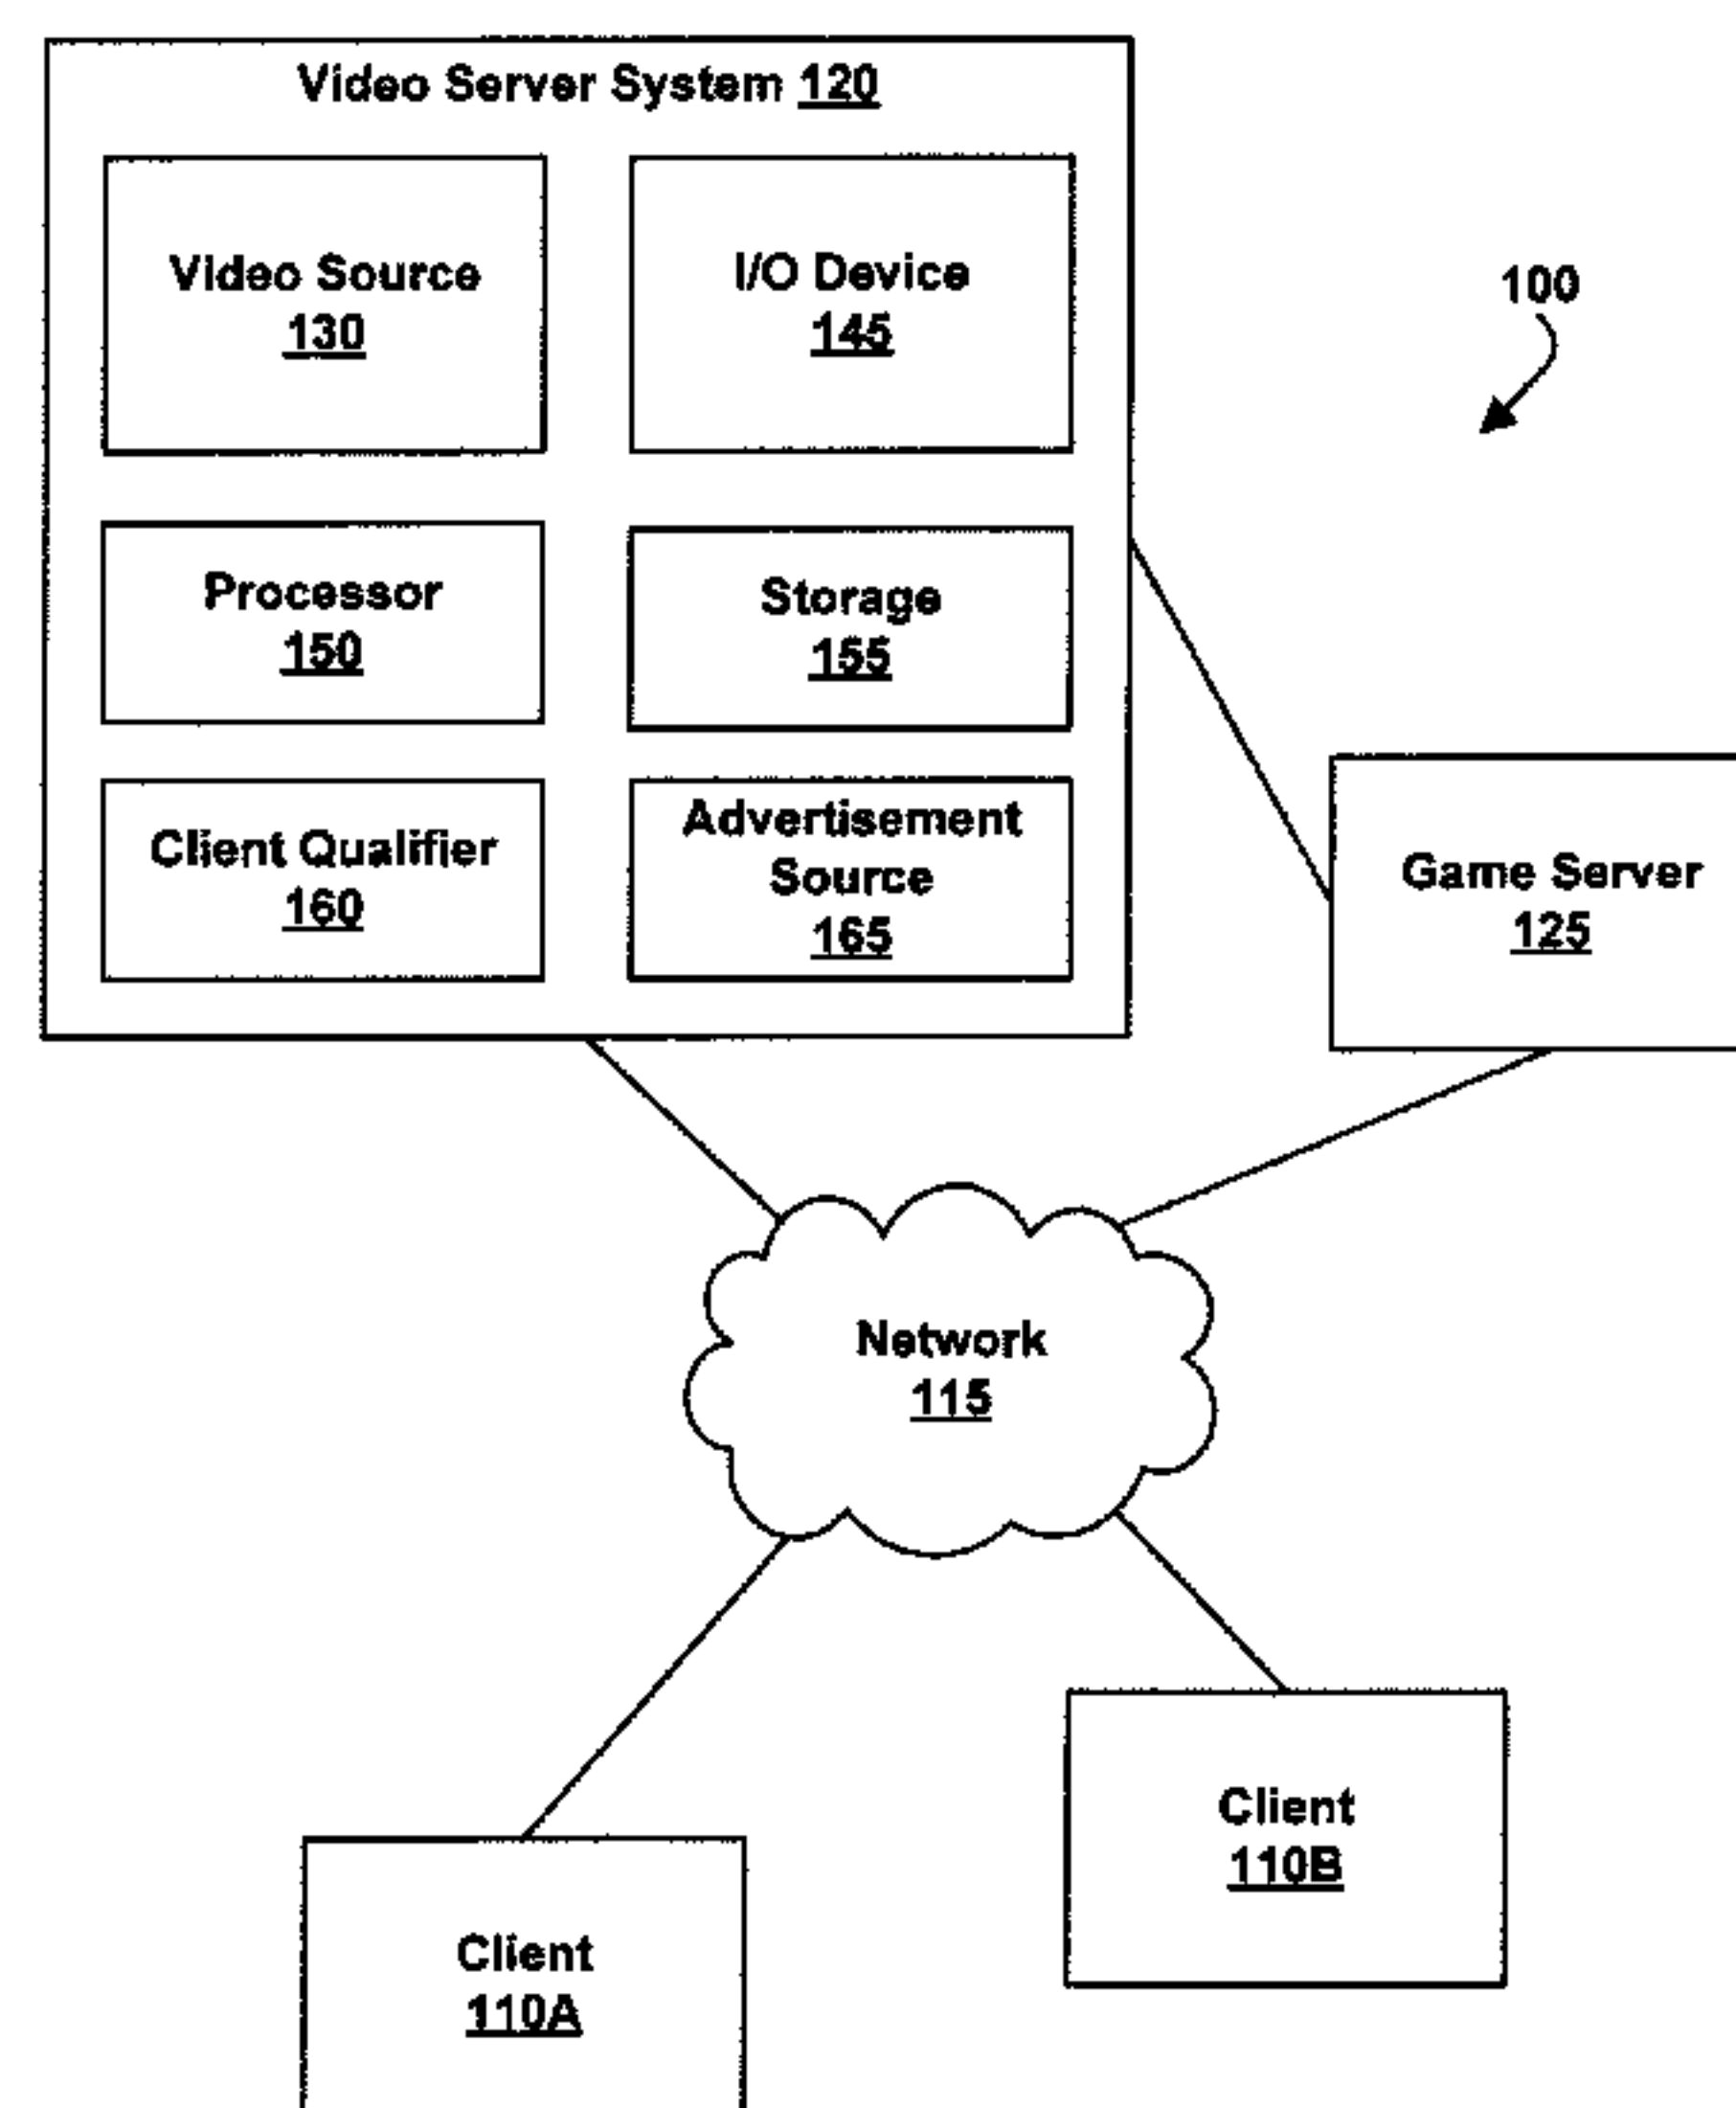 Video Server System 120
Video Source
130
I/O Device
145
100
Processor
150
Storage
155
Client Qualifier
160
Advertisement
Source
165
Game Server
125
Network
115
Client
110B
Client
110A